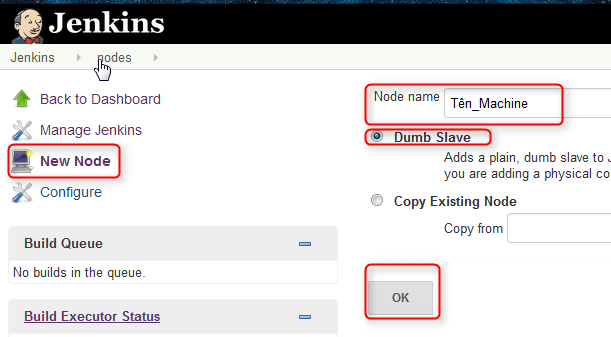 Jenkins
Jenkins nodes
Back to Dashboard
Manage Jenkins
New Node
Configure
Build Queue
No builds in the queue.
Build Executor Status
Node name Tên_Machine
Dumb Slave
Adds a plain, dumb slave to J
you are adding a physical co
Copy Existing Node
Copy from
OK